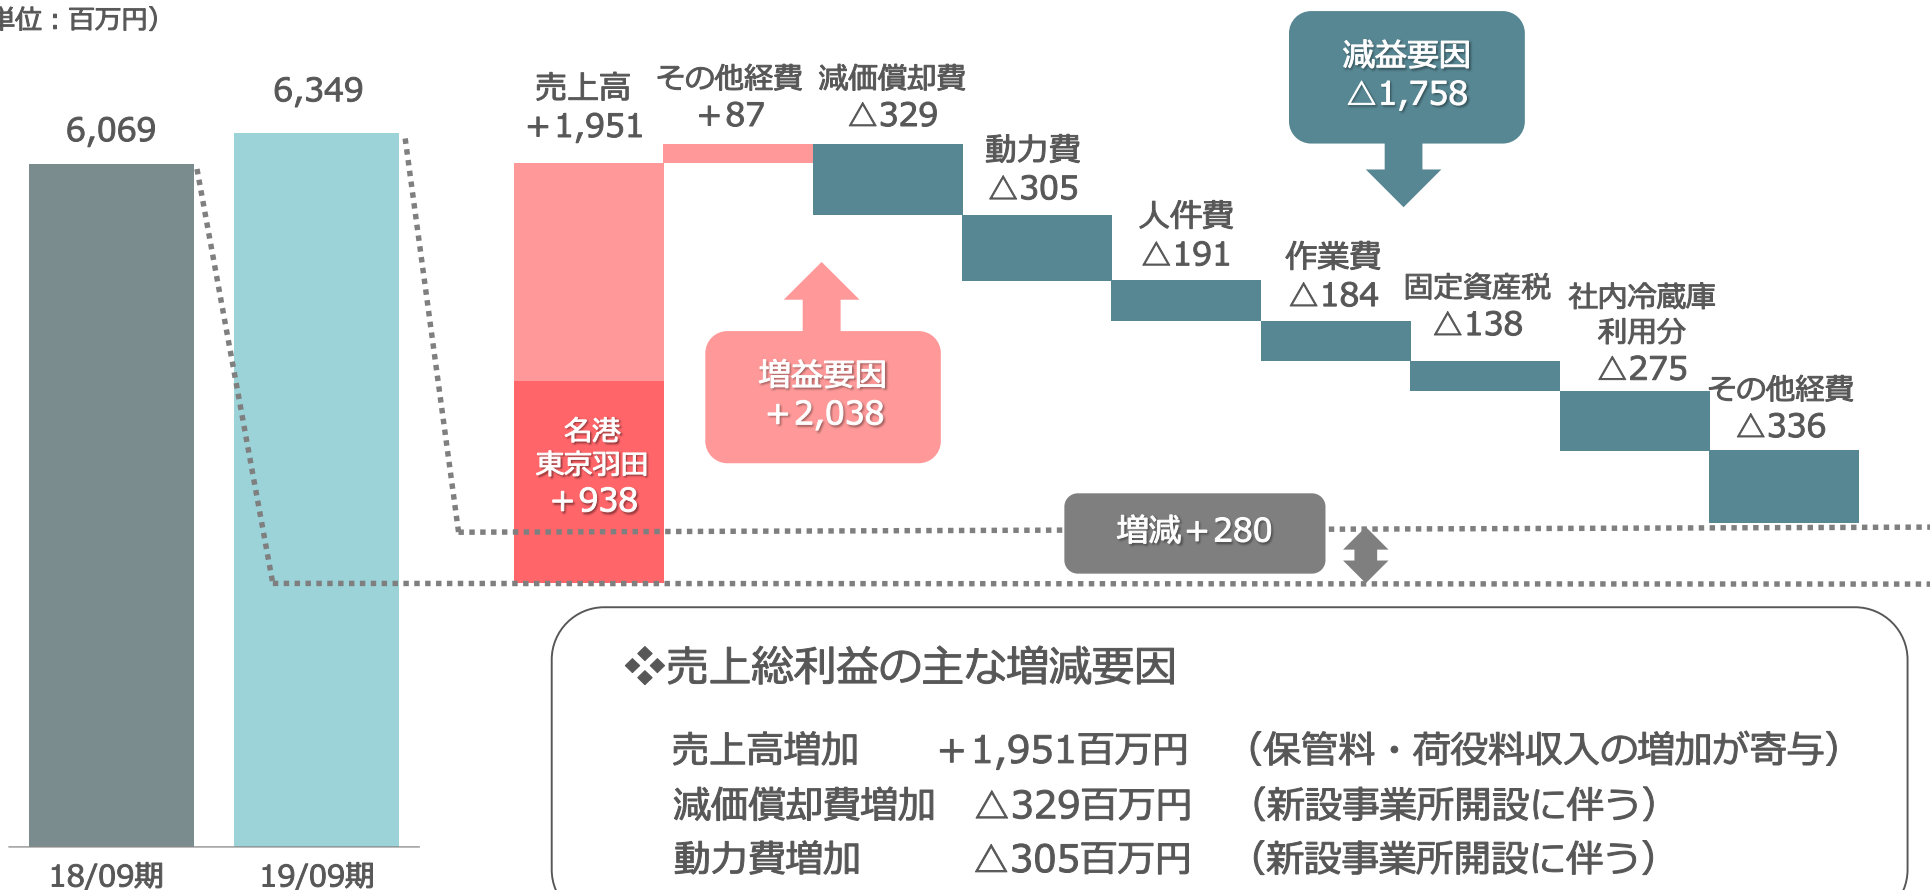 単位：百万円）
6,069
6,349
18/09期
19/09期
売上高
＋1,951
名港
東京羽田
＋938
その他経費
＋87
減価償却費
△329
動力費
△305
人件費
△191
作業費
△184
固定資産税
△138
社内冷蔵庫
利用分
△275
その他経費
△336
増益要因
＋2,038
減益要因
△1,758
増減＋280
❖売上総利益の主な増減要因
売上高増加 ＋1,951百万円 （保管料・荷役料収入の増加が寄与）
減価償却費増加 △329百万円 （新設事業所開設に伴う）
動力費増加 △305百万円 （新設事業所開設に伴う）